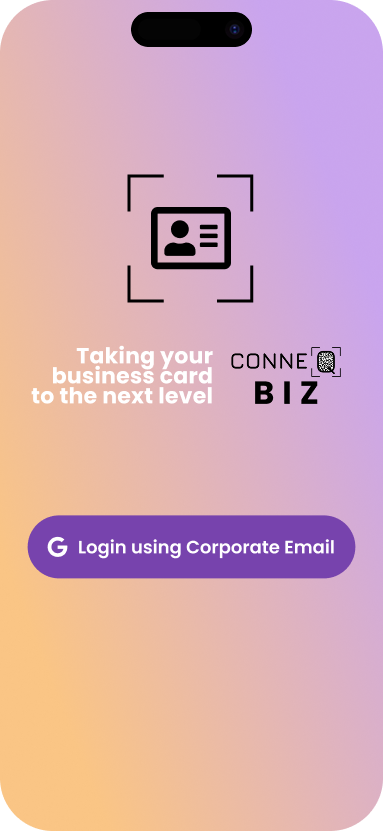 Taking your
business card
to the next level
CONNE
BIZ
Login using Corporate Email